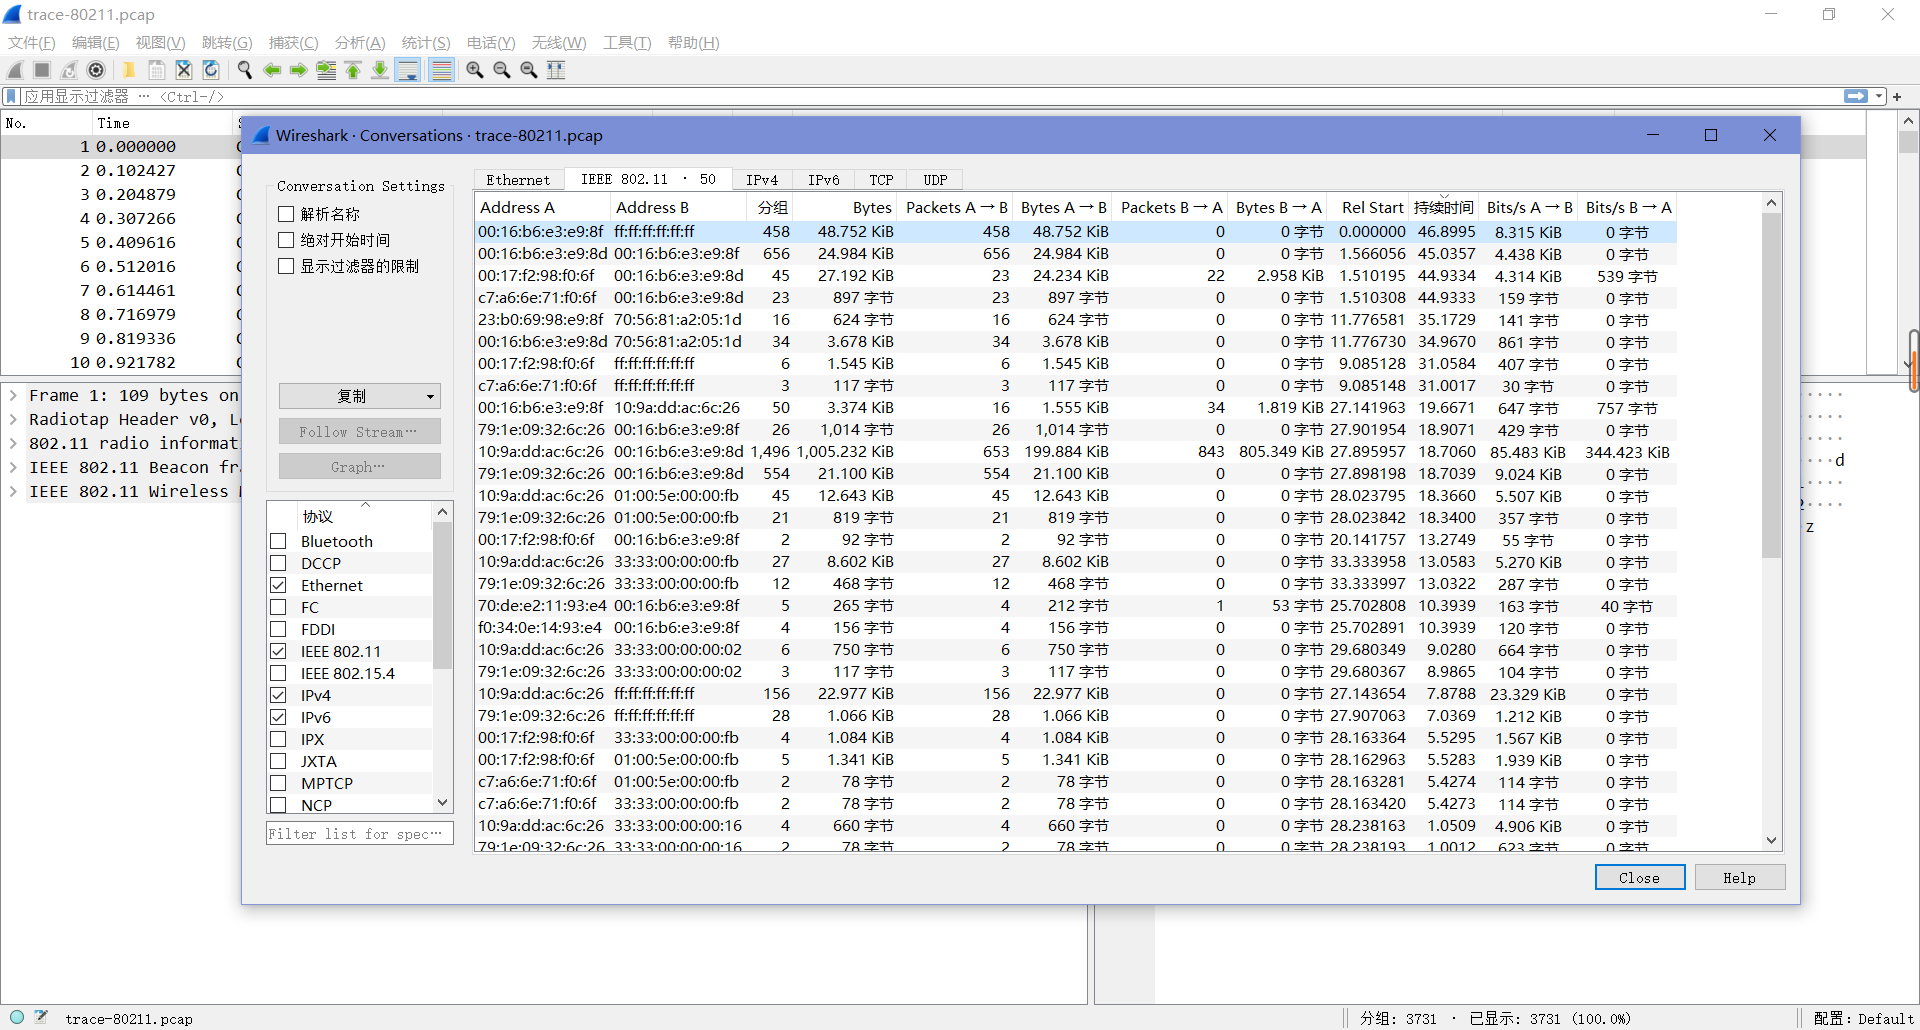 trace-80211.pcap
文件(F) 编辑(E) 视图(V) 跳转(G) 捕获(C) 分析(A) 统计(S) 电话(Y) 无线(W) 工具(T) 帮助(H)
应用显示过滤器 … <Ctrl-/>
No. Time
1 0.000000
2 0.102427
3 0.204879
4 0.307266
5 0.409616
6 0.512016
7 0.614461
8 0.716979
9 0.819336
10 0.921782
Frame 1: 109 bytes on
Radiotap Header v0, L
802.11 radio informat
IEEE 802.11 Beacon fr
IEEE 802.11 Wireless
Wireshark · Conversations · trace-80211.pcap
Conversation Settings
解析名称
绝对开始时间
显示过滤器的限制
复制
Follow Stream…
Graph…
协议
Bluetooth
DCCP
Ethernet
FC
FDDI
IEEE 802.11
IEEE 802.15.4
IPv4
IPv6
IPX
JXTA
MPTCP
NCP
Filter list for spec…
Ethernet IEEE 802.11 · 50 IPv4 IPv6 TCP UDP
Address A Address B 分组 Bytes Packets A → B Bytes A → B Packets B → A Bytes B → A Rel Start 持续时间 Bits/s A → B Bits/s B → A
00:16:b6:e3:e9:8f ff:ff:ff:ff:ff:ff 458 48.752 KiB 458 48.752 KiB 0 0 字节 0.000000 46.8995 8.315 KiB 0 字节
00:16:b6:e3:e9:8d 00:16:b6:e3:e9:8f 656 24.984 KiB 656 24.984 KiB 0 0 字节 1.566056 45.0357 4.438 KiB 0 字节
00:17:f2:98:f0:6f 00:16:b6:e3:e9:8d 45 27.192 KiB 23 24.234 KiB 22 2.958 KiB 1.510195 44.9334 4.314 KiB 539 字节
c7:a6:6e:71:f0:6f 00:16:b6:e3:e9:8d 23 897 字节 23 897 字节 0 0 字节 1.510308 44.9333 159 字节 0 字节
23:b0:69:98:e9:8f 70:56:81:a2:05:1d 16 624 字节 16 624 字节 0 0 字节 11.776581 35.1729 141 字节 0 字节
00:16:b6:e3:e9:8d 70:56:81:a2:05:1d 34 3.678 KiB 34 3.678 KiB 0 0 字节 11.776730 34.9670 861 字节 0 字节
00:17:f2:98:f0:6f ff:ff:ff:ff:ff:ff 6 1.545 KiB 6 1.545 KiB 0 0 字节 9.085128 31.0584 407 字节 0 字节
c7:a6:6e:71:f0:6f ff:ff:ff:ff:ff:ff 3 117 字节 3 117 字节 0 0 字节 9.085148 31.0017 30 字节 0 字节
00:16:b6:e3:e9:8f 10:9a:dd:ac:6c:26 50 3.374 KiB 16 1.555 KiB 34 1.819 KiB 27.141963 19.6671 647 字节 757 字节
79:1e:09:32:6c:26 00:16:b6:e3:e9:8f 26 1,014 字节 26 1,014 字节 0 0 字节 27.901954 18.9071 429 字节 0 字节
10:9a:dd:ac:6c:26 00:16:b6:e3:e9:8d 1,496 1,005.232 KiB 653 199.884 KiB 843 805.349 KiB 27.895957 18.7060 85.483 KiB 344.423 KiB
79:1e:09:32:6c:26 00:16:b6:e3:e9:8d 554 21.100 KiB 554 21.100 KiB 0 0 字节 27.898198 18.7039 9.024 KiB 0 字节
10:9a:dd:ac:6c:26 01:00:5e:00:00:fb 45 12.643 KiB 45 12.643 KiB 0 0 字节 28.023795 18.3660 5.507 KiB 0 字节
79:1e:09:32:6c:26 01:00:5e:00:00:fb 21 819 字节 21 819 字节 0 0 字节 28.023842 18.3400 357 字节 0 字节
00:17:f2:98:f0:6f 00:16:b6:e3:e9:8f 2 92 字节 2 92 字节 0 0 字节 20.141757 13.2749 55 字节 0 字节
10:9a:dd:ac:6c:26 33:33:00:00:00:fb 27 8.602 KiB 27 8.602 KiB 0 0 字节 33.333958 13.0583 5.270 KiB 0 字节
79:1e:09:32:6c:26 33:33:00:00:00:fb 12 468 字节 12 468 字节 0 0 字节 33.333997 13.0322 287 字节 0 字节
70:de:e2:11:93:e4 00:16:b6:e3:e9:8f 5 265 字节 4 212 字节 1 53 字节 25.702808 10.3939 163 字节 40 字节
f0:34:0e:14:93:e4 00:16:b6:e3:e9:8f 4 156 字节 4 156 字节 0 0 字节 25.702891 10.3939 120 字节 0 字节
10:9a:dd:ac:6c:26 33:33:00:00:00:02 6 750 字节 6 750 字节 0 0 字节 29.680349 9.0280 664 字节 0 字节
79:1e:09:32:6c:26 33:33:00:00:00:02 3 117 字节 3 117 字节 0 0 字节 29.680367 8.9865 104 字节 0 字节
10:9a:dd:ac:6c:26 ff:ff:ff:ff:ff:ff 156 22.977 KiB 156 22.977 KiB 0 0 字节 27.143654 7.8788 23.329 KiB 0 字节
79:1e:09:32:6c:26 ff:ff:ff:ff:ff:ff 28 1.066 KiB 28 1.066 KiB 0 0 字节 27.907063 7.0369 1.212 KiB 0 字节
00:17:f2:98:f0:6f 33:33:00:00:00:fb 4 1.084 KiB 4 1.084 KiB 0 0 字节 28.163364 5.5295 1.567 KiB 0 字节
00:17:f2:98:f0:6f 01:00:5e:00:00:fb 5 1.341 KiB 5 1.341 KiB 0 0 字节 28.162963 5.5283 1.939 KiB 0 字节
c7:a6:6e:71:f0:6f 01:00:5e:00:00:fb 2 78 字节 2 78 字节 0 0 字节 28.163281 5.4274 114 字节 0 字节
c7:a6:6e:71:f0:6f 33:33:00:00:00:fb 2 78 字节 2 78 字节 0 0 字节 28.163420 5.4273 114 字节 0 字节
10:9a:dd:ac:6c:26 33:33:00:00:00:16 4 660 字节 4 660 字节 0 0 字节 28.238163 1.0509 4.906 KiB 0 字节
79:1e:09:32:6c:26 33:33:00:00:00:16 2 78 字节 2 78 字节 0 0 字节 28.238193 1.0012 623 字节 0 字节
Close Help
d
z
trace-80211.pcap 分组: 3731 · 已显示: 3731 (100.0%) 配置: Default